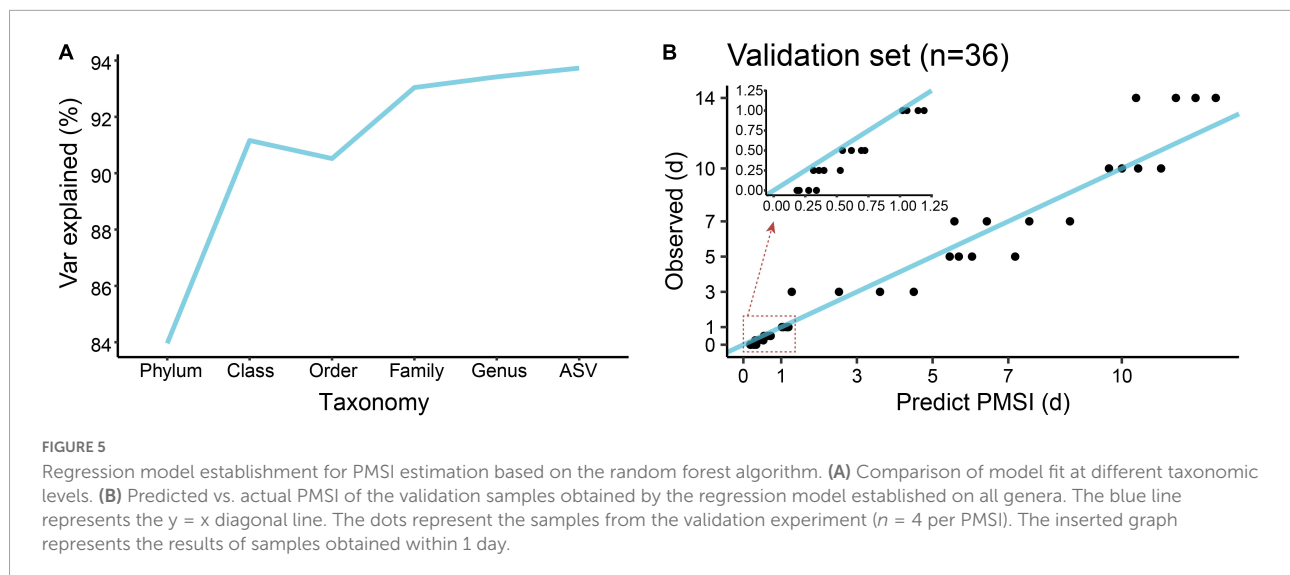 A
94
92
90
88
86
84
Var explained (%)
Phylum Class Order Family Genus ASV
Taxonomy
B Validation set (n=36)
14
10
7
5
3
1
0
Observed (d)
1.25
1.00
0.75
0.50
0.25
0.00
0.00 0.25 0.50 0.75 1.00 1.25
0 1 3 5 7 10
Predict PMSI (d)
FIGURE 5
Regression model establishment for PMSI estimation based on the random forest algorithm. (A) Comparison of model fit at different taxonomic
levels. (B) Predicted vs. actual PMSI of the validation samples obtained by the regression model established on all genera. The blue line
represents the y = x diagonal line. The dots represent the samples from the validation experiment (n = 4 per PMSI). The inserted graph
represents the results of samples obtained within 1 day.